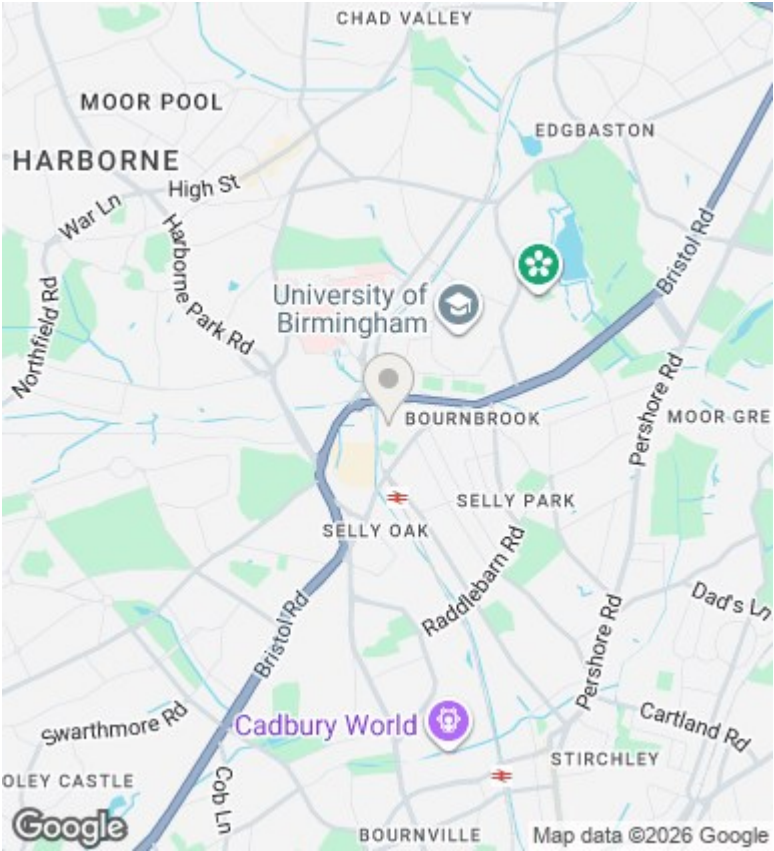 CHAD VALLEY
MOOR POOL
EDGBASTON
HARBORNE
High St
War Ln
Harborne Park Rd
Bristol Rd
Northfield Rd
University of
Birmingham
Pershore Rd
BOURNBROOK
MOOR GRE
SELLY PARK
SELLY OAK
Raddlebarn Rd
Dad's Ln
Bristol Rd
Pershore Rd
Swarthmore Rd
Cadbury World
Cartland Rd
STIRCHLEY
OLEY CASTLE
Cob Ln
Google
BOURNVILLE
Map data ©2026 Google